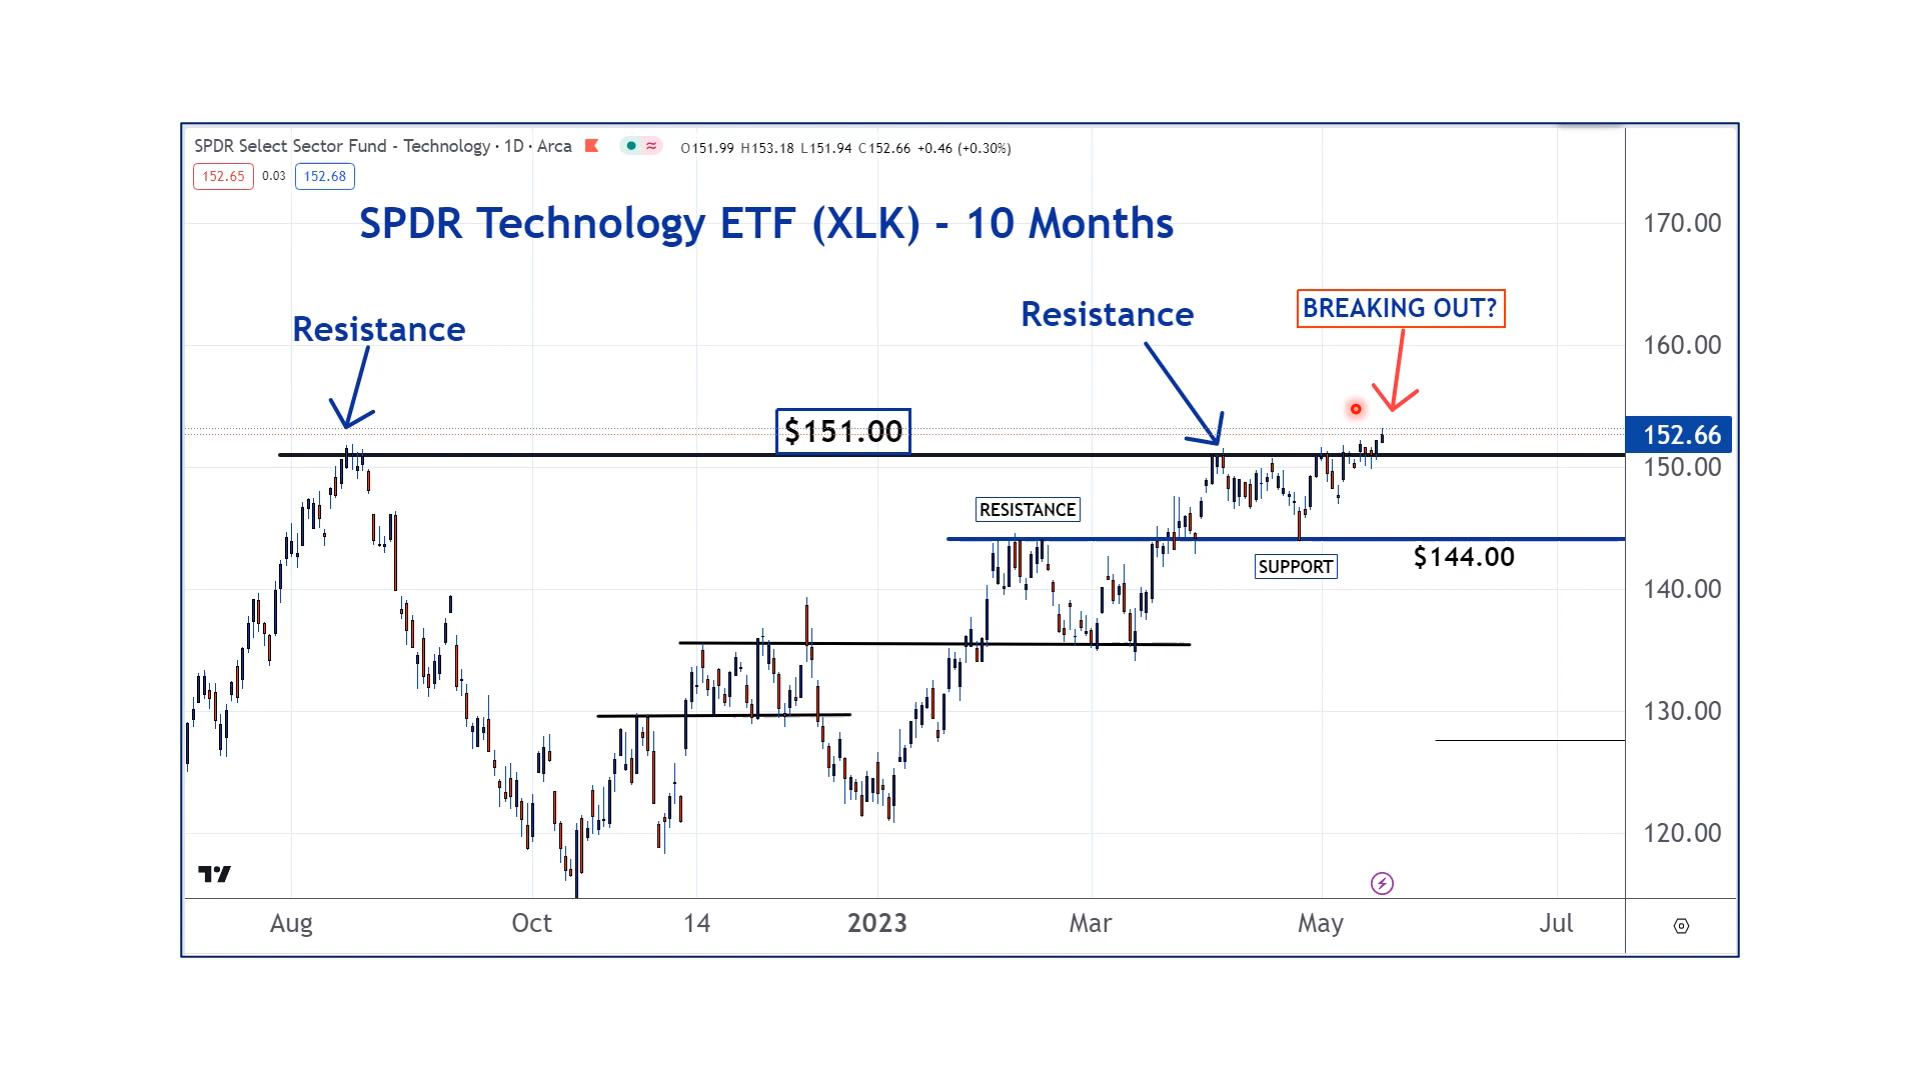 SPDR Select Sector Fund - Technology · 1D · Arca O151.99 H153.18 L151.94 C152.66 +0.46 (+0.30%)
152.65 0.03 152.68
SPDR Technology ETF (XLK) - 10 Months
170.00
Resistance
Resistance
BREAKING OUT?
160.00
$151.00
152.66
150.00
RESISTANCE
$144.00
SUPPORT
140.00
130.00
120.00
Aug Oct 14 2023 Mar May Jul